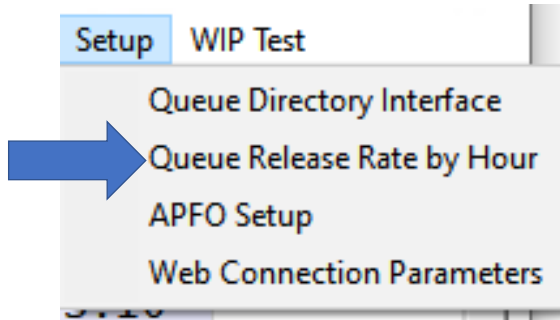 Setup WIP Test
Queue Directory Interface
Queue Release Rate by Hour
APFO Setup
Web Connection Parameters